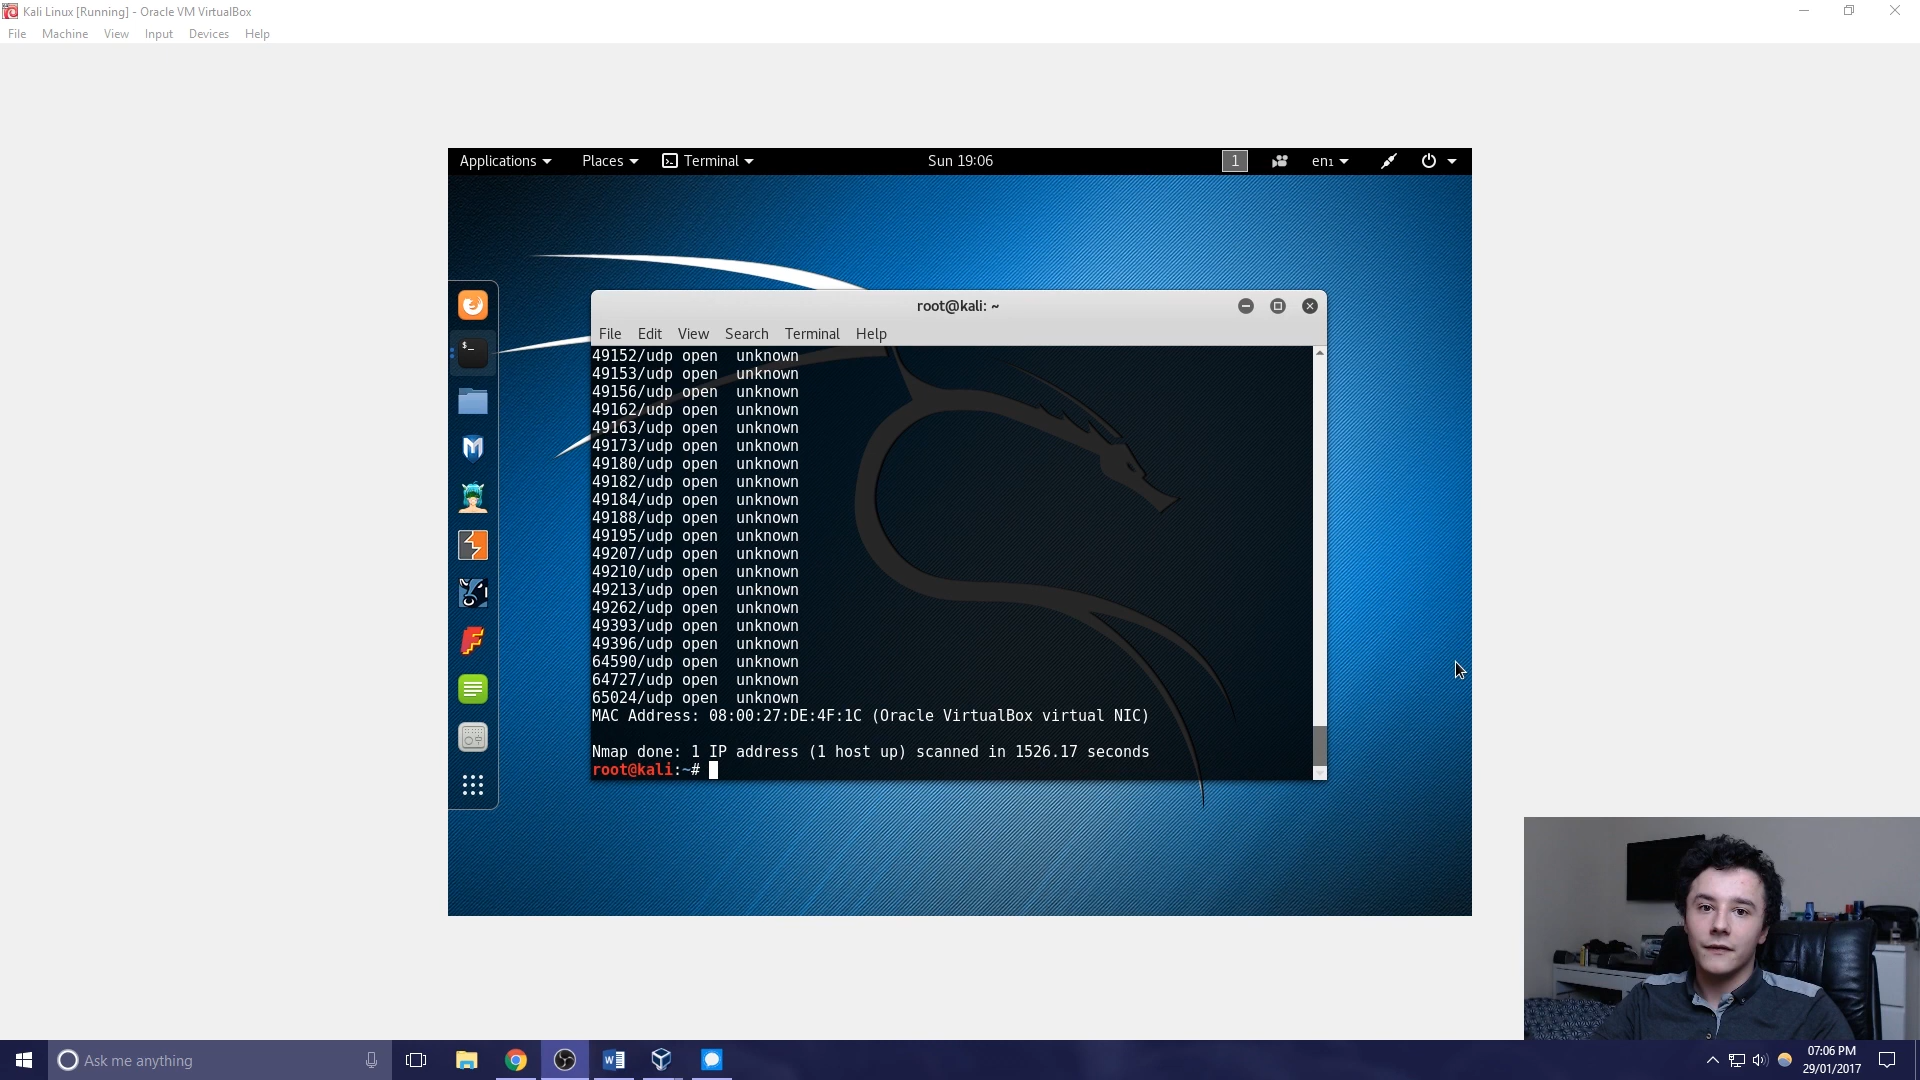 Kali Linux [Running] - Oracle VM VirtualBox
File Machine View Input Devices Help
Applications Places Terminal Sun 19:06 1 en1
root@kali: ~
File Edit View Search Terminal Help
49152/udp open unknown
49153/udp open unknown
49156/udp open unknown
49162/udp open unknown
49163/udp open unknown
49173/udp open unknown
49180/udp open unknown
49182/udp open unknown
49184/udp open unknown
49188/udp open unknown
49195/udp open unknown
49207/udp open unknown
49210/udp open unknown
49213/udp open unknown
49262/udp open unknown
49393/udp open unknown
49396/udp open unknown
64590/udp open unknown
64727/udp open unknown
65024/udp open unknown
MAC Address: 08:00:27:DE:4F:1C (Oracle VirtualBox virtual NIC)
Nmap done: 1 IP address (1 host up) scanned in 1526.17 seconds
root@kali:~#
Ask me anything
07:06 PM
29/01/2017